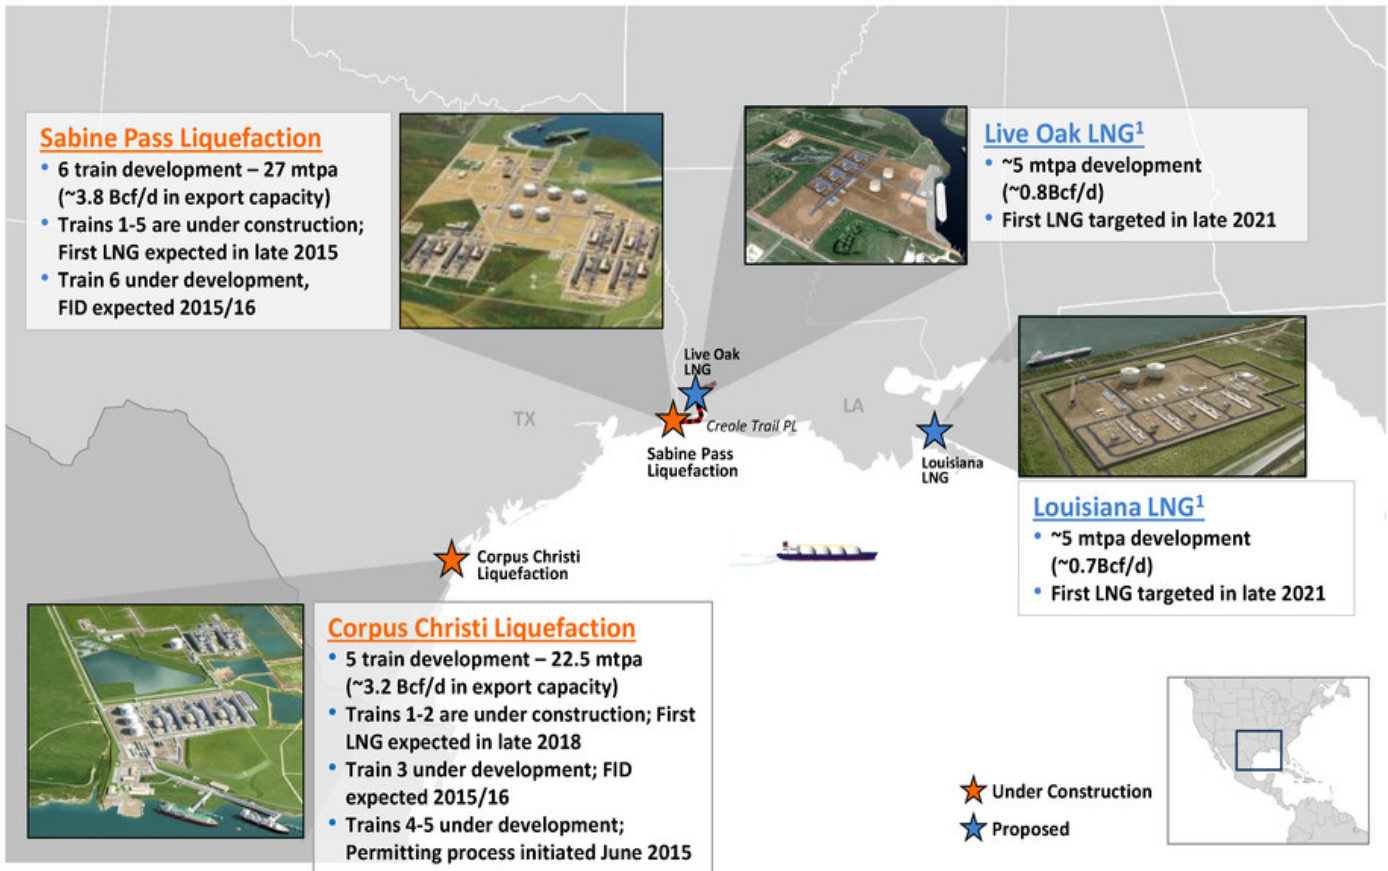 Sabine Pass Liquefaction
• 6 train development – 27 mtpa
(~3.8 Bcf/d in export capacity)
• Trains 1-5 are under construction;
First LNG expected in late 2015
• Train 6 under development,
FID expected 2015/16
Live Oak LNG¹
• ~5 mtpa development
(~0.8Bcf/d)
• First LNG targeted in late 2021
Live Oak
LNG
TX
LA
Creole Trail PL
Sabine Pass
Liquefaction
Louisiana
LNG
Louisiana LNG¹
• ~5 mtpa development
(~0.7Bcf/d)
• First LNG targeted in late 2021
Corpus Christi
Liquefaction
Corpus Christi Liquefaction
• 5 train development – 22.5 mtpa
(~3.2 Bcf/d in export capacity)
• Trains 1-2 are under construction; First
LNG expected in late 2018
• Train 3 under development; FID
expected 2015/16
• Trains 4-5 under development;
Permitting process initiated June 2015
Under Construction
Proposed